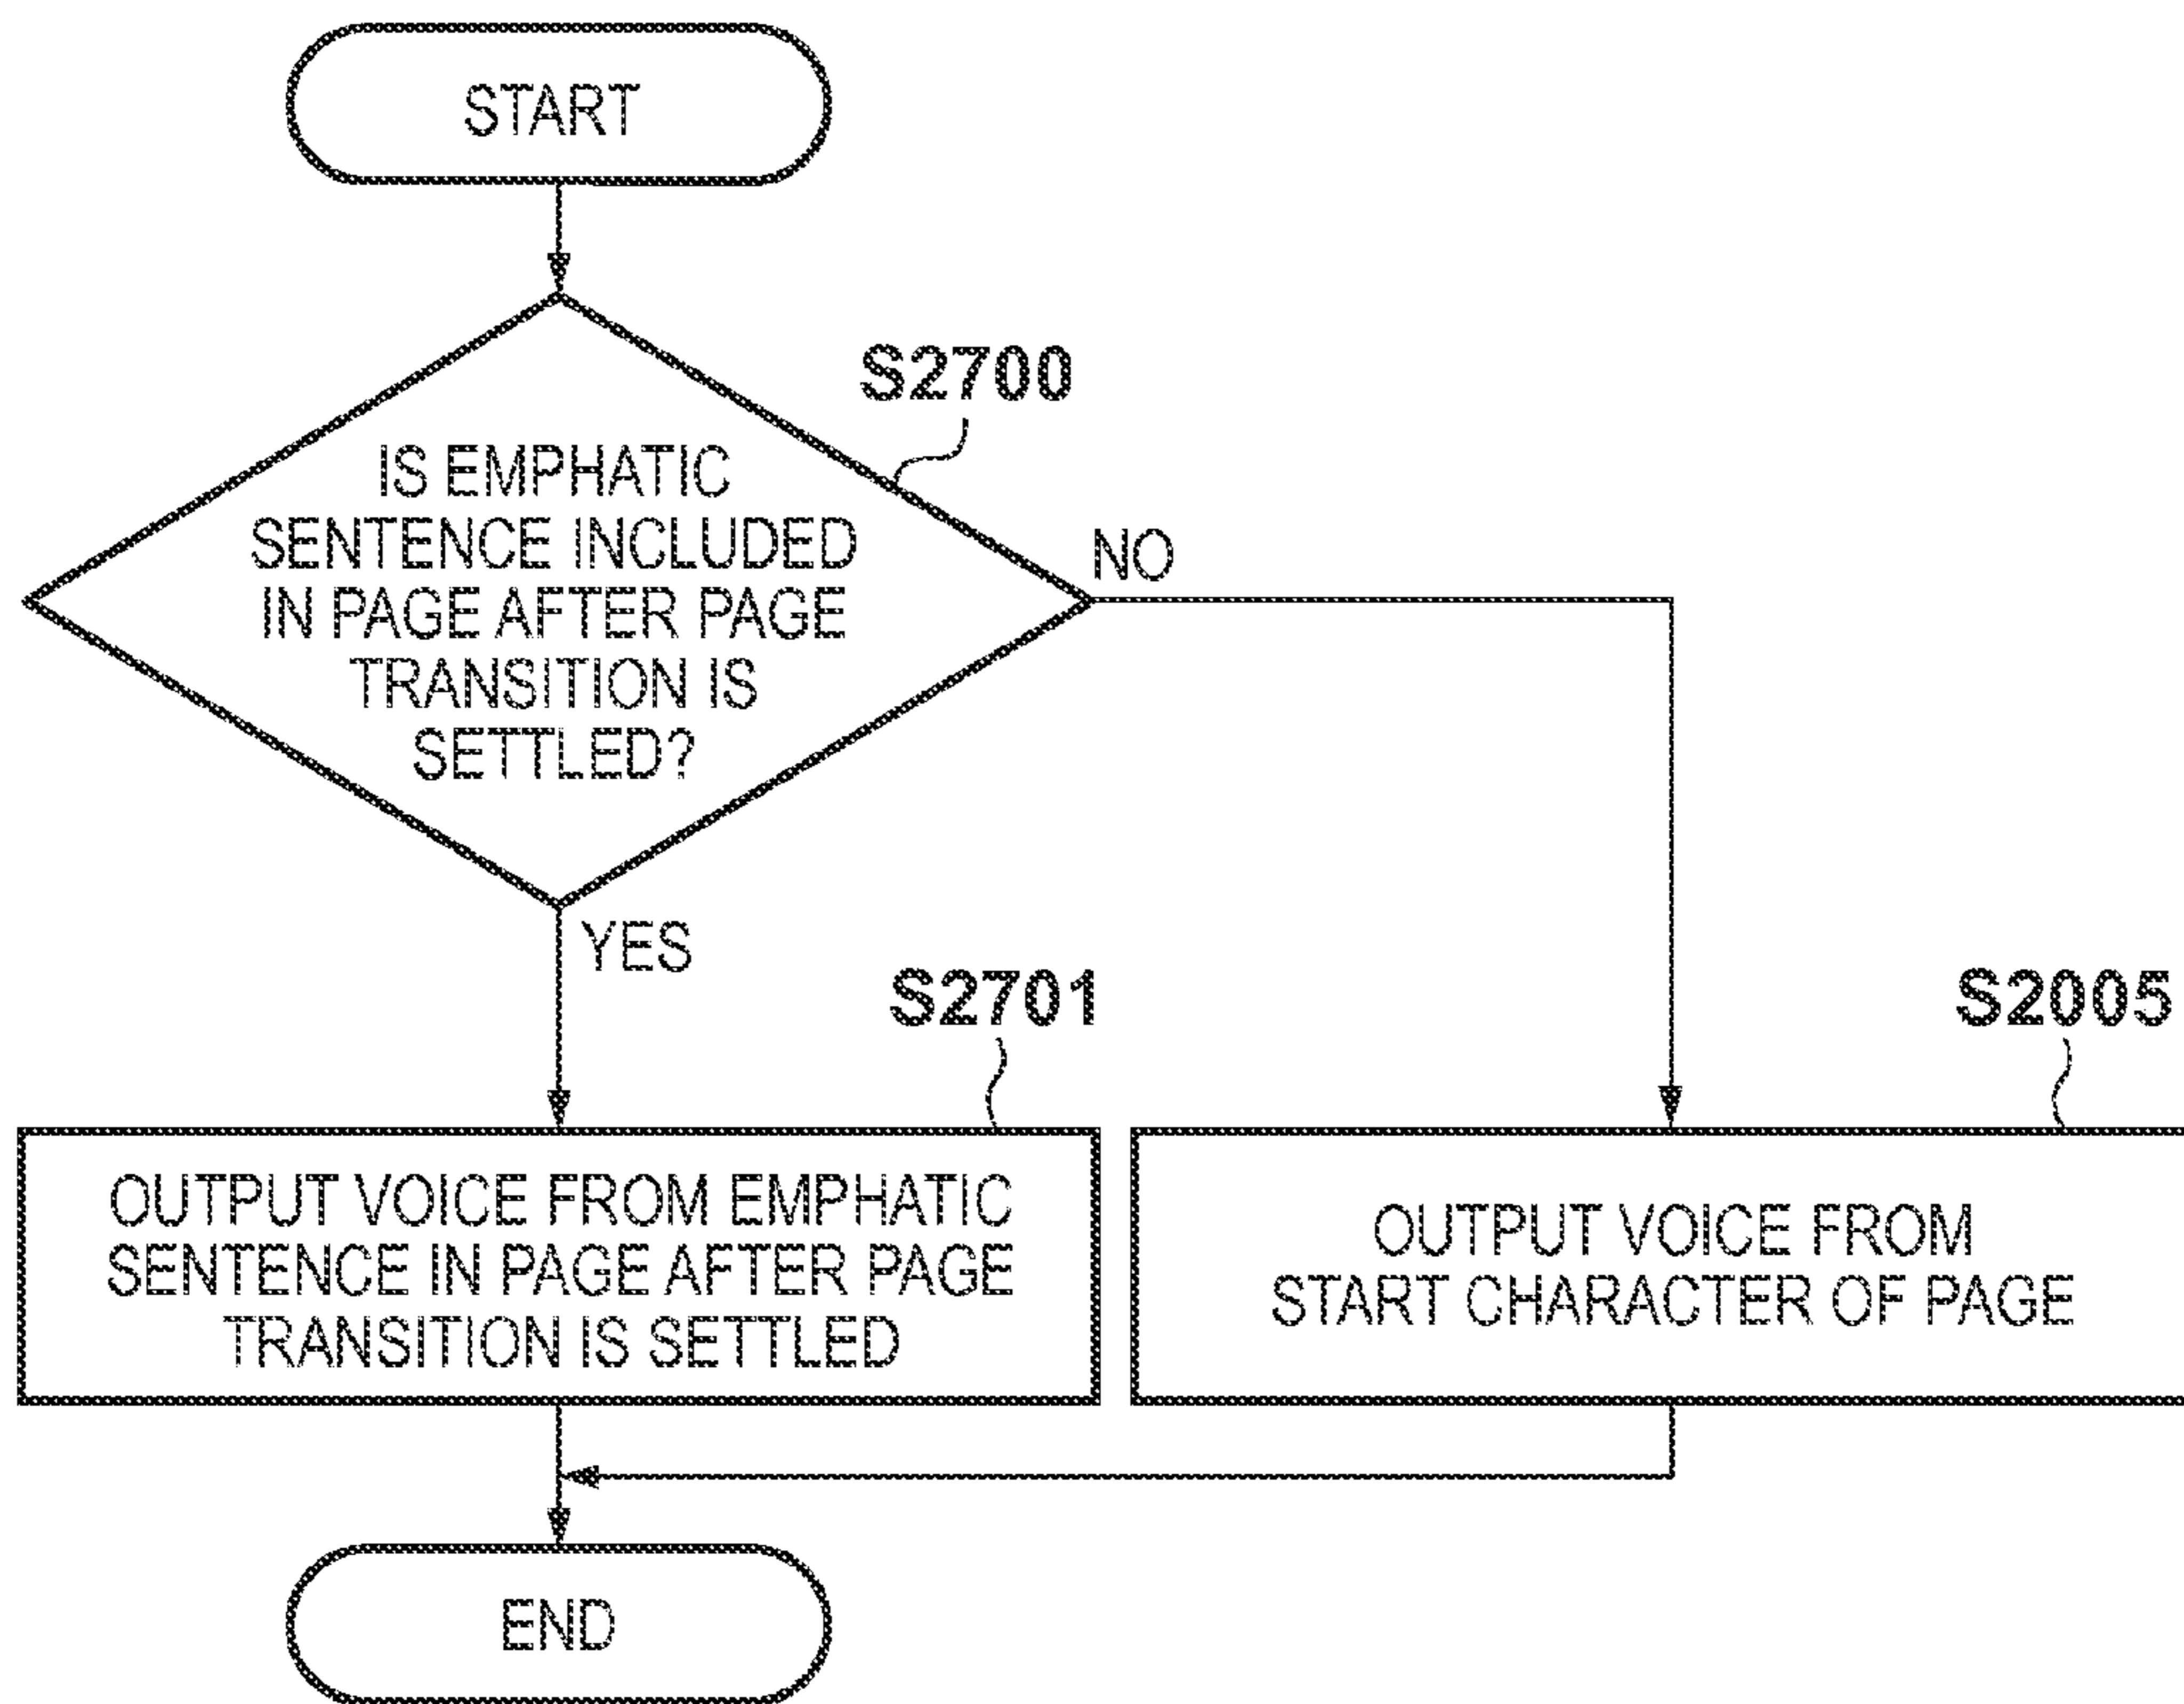 START
S2700
IS EMPHATIC
SENTENCE INCLUDED
IN PAGE AFTER PAGE
TRANSITION IS
SETTLED?
NO
YES
S2701
S2005
OUTPUT VOICE FROM EMPHATIC
SENTENCE IN PAGE AFTER PAGE
TRANSITION IS SETTLED
OUTPUT VOICE FROM
START CHARACTER OF PAGE
END